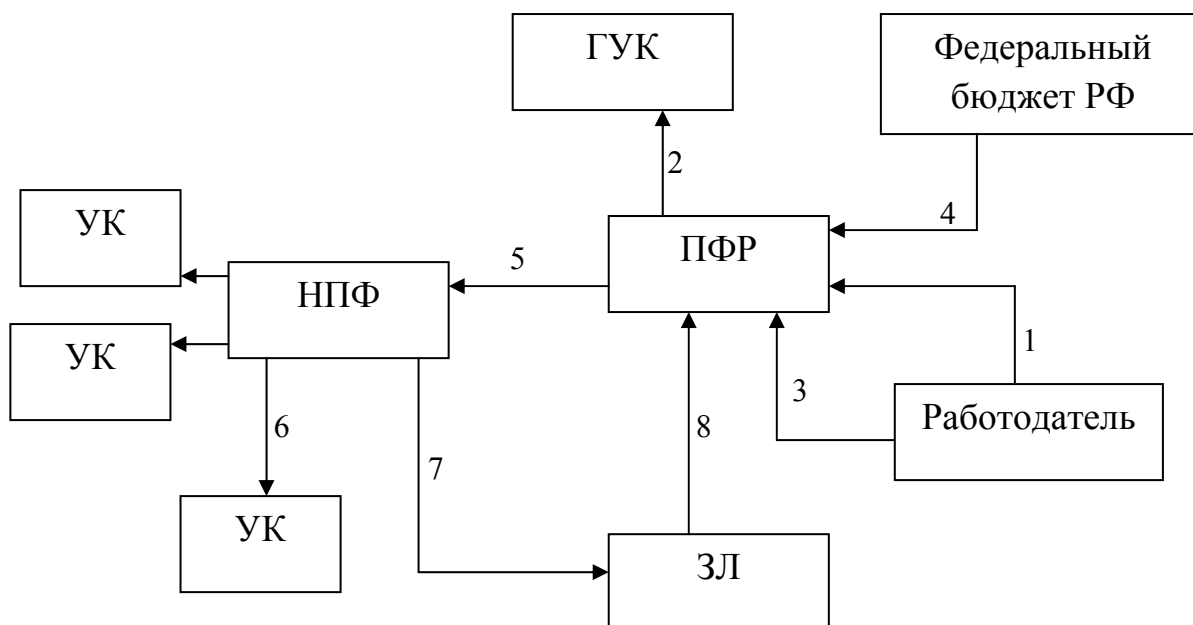 ГУК
Федеральный
бюджет РФ
2
УК
4
ПФР
5
НПФ
УК
1
3
Работодатель
6
8
7
УК
ЗЛ